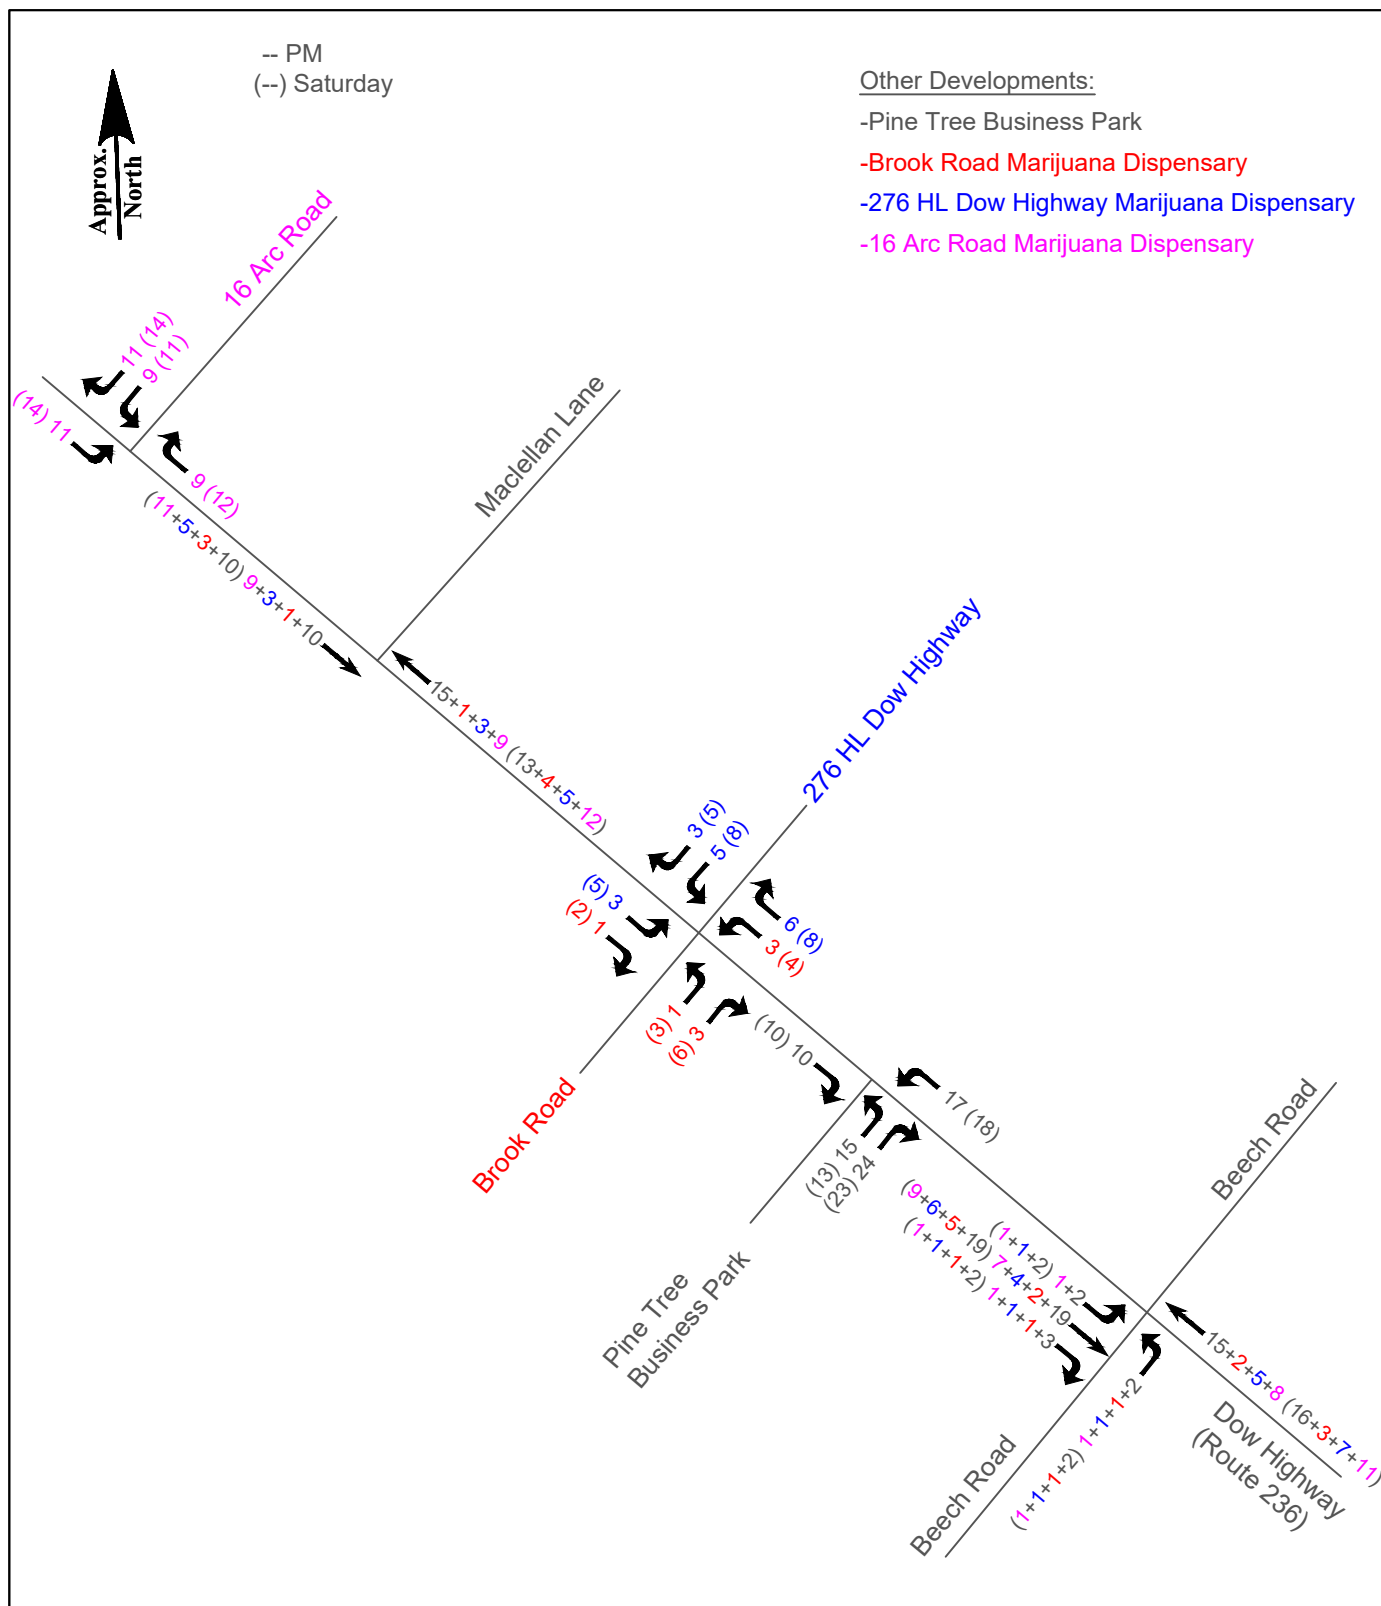 -- PM
(--) Saturday
Other Developments:
-Pine Tree Business Park
-Brook Road Marijuana Dispensary
-276 HL Dow Highway Marijuana Dispensary
-16 Arc Road Marijuana Dispensary
Approx.
North
16 Arc Road
11 (14)
9 (11)
(14) 11
9 (12)
(11+5+3+10) 9+3+1+10
Maclellan Lane
15+1+3+9 (13+4+5+12)
276 HL Dow Highway
3 (5)
5 (8)
(5) 3
(2) 1
6 (8)
3 (4)
(3) 1
(6) 3
Brook Road
(10) 10
17 (18)
(13) 15
(23) 24
Pine Tree
Business Park
Beech Road
(1+1+2) 1+2
(9+6+5+19) 7+4+2+19
(1+1+1+2) 1+1+1+3
15+2+5+8 (16+3+7+11)
(1+1+1+2) 1+1+1+2
Beech Road
Dow Highway
(Route 236)